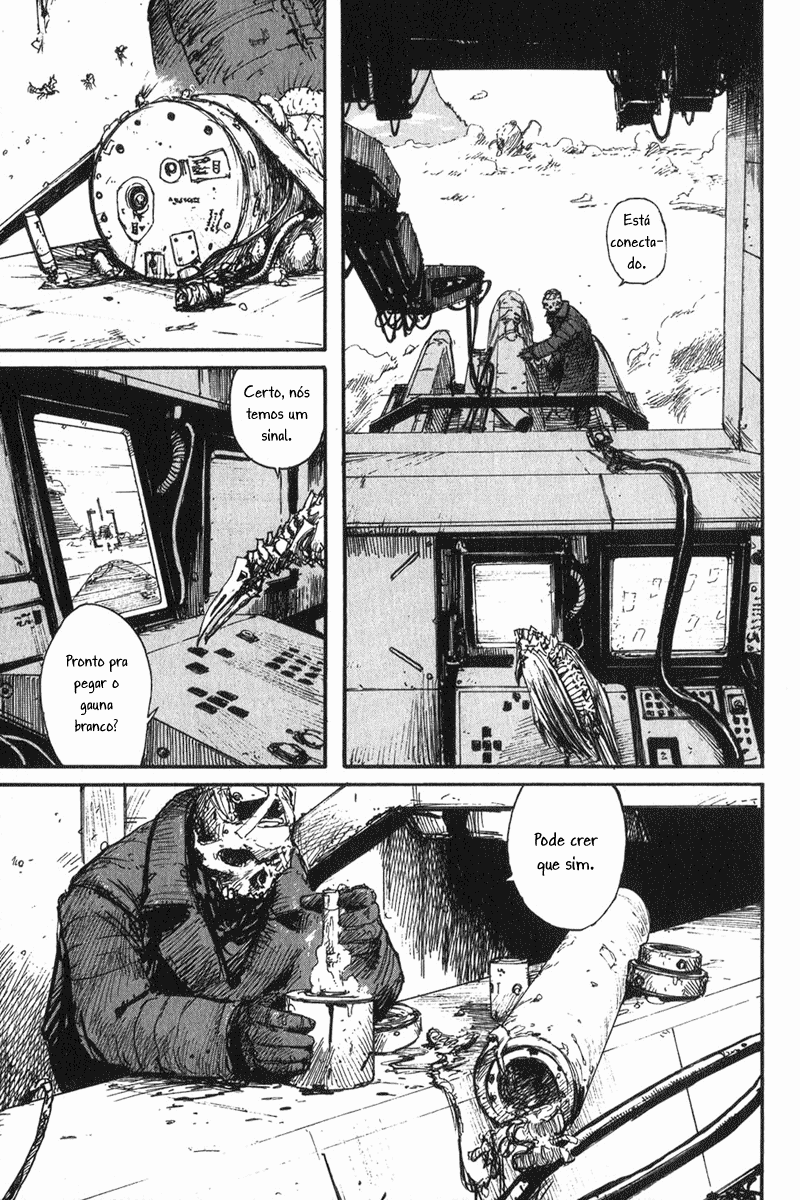 Está
conecta-
do.
Certo, nós
temos um
sinal.
Pronto pra
pegar o
gauna
branco?
Pode crer
que sim.